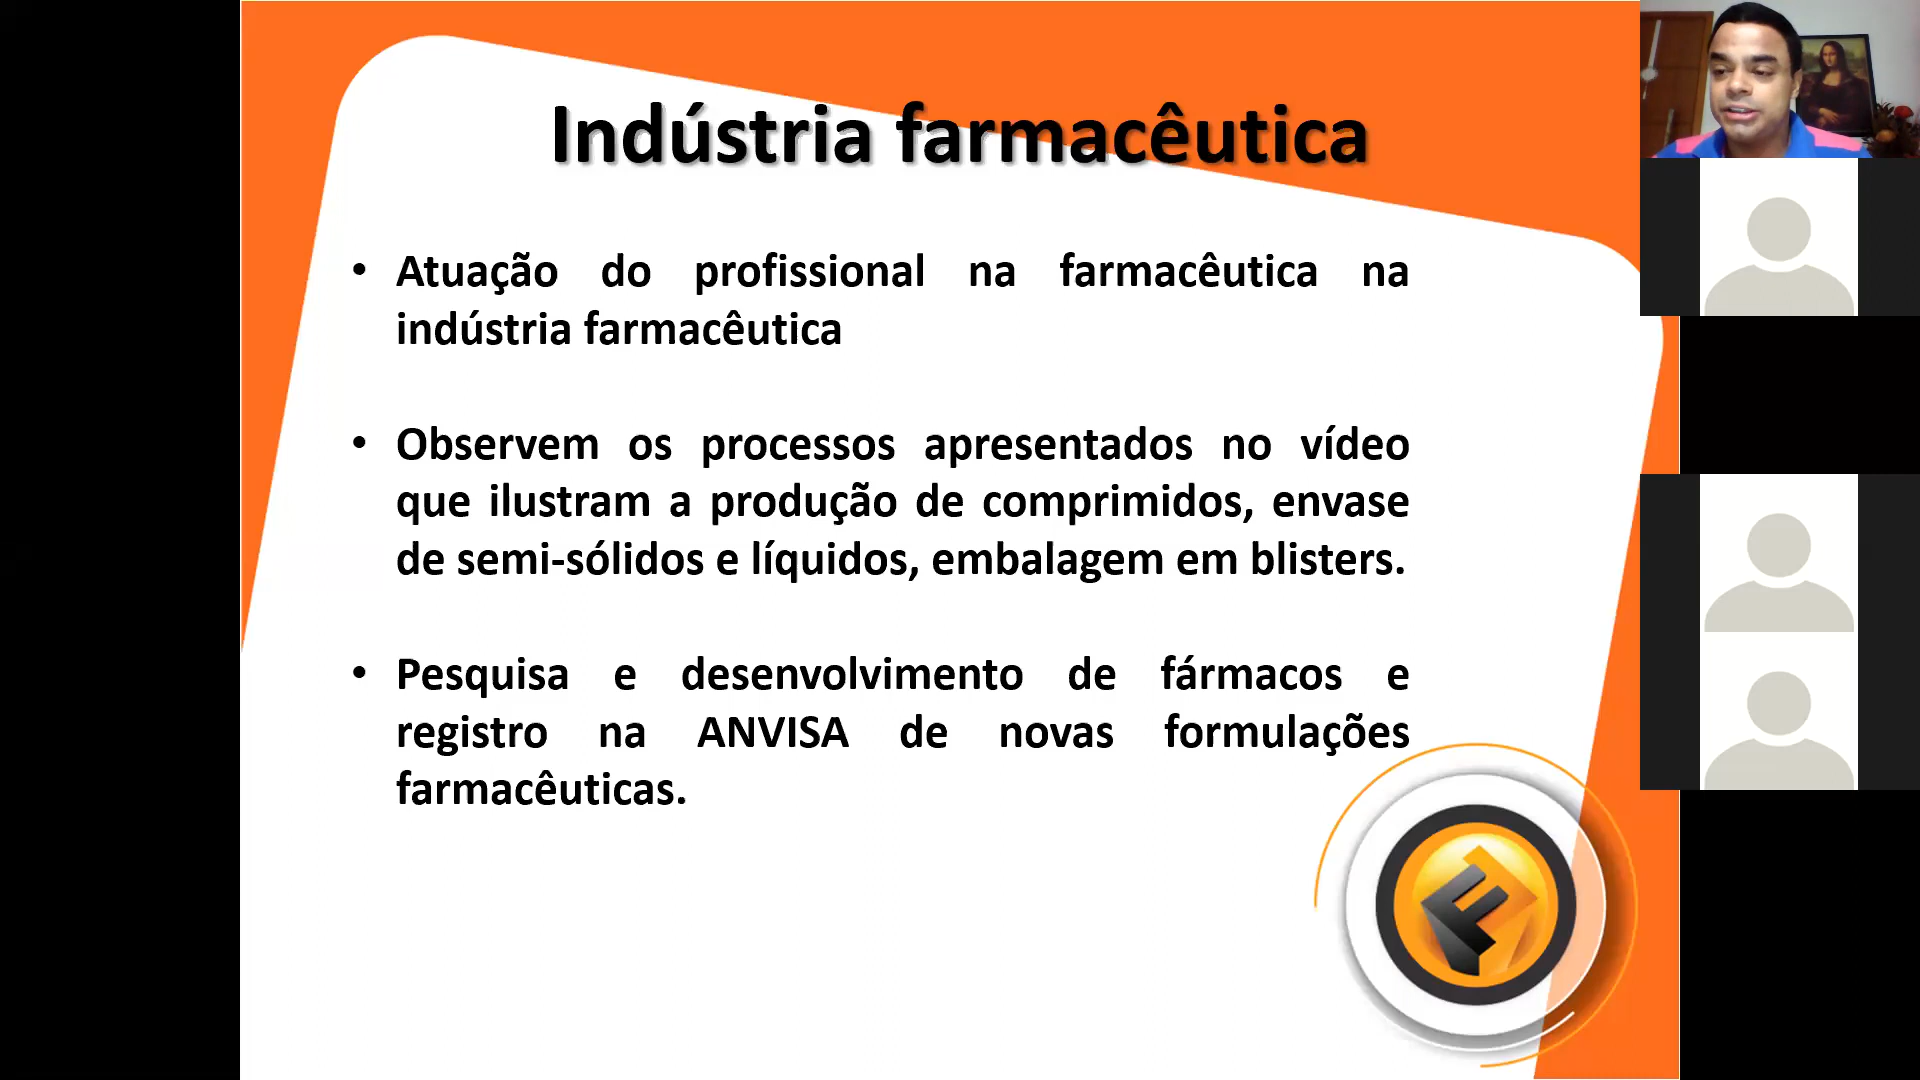 Indústria farmacêutica
• Atuação do profissional na farmacêutica na
indústria farmacêutica
• Observem os processos apresentados no vídeo
que ilustram a produção de comprimidos, envase
de semi-sólidos e líquidos, embalagem em blisters.
• Pesquisa e desenvolvimento de fármacos e
registro na ANVISA de novas formulações
farmacêuticas.